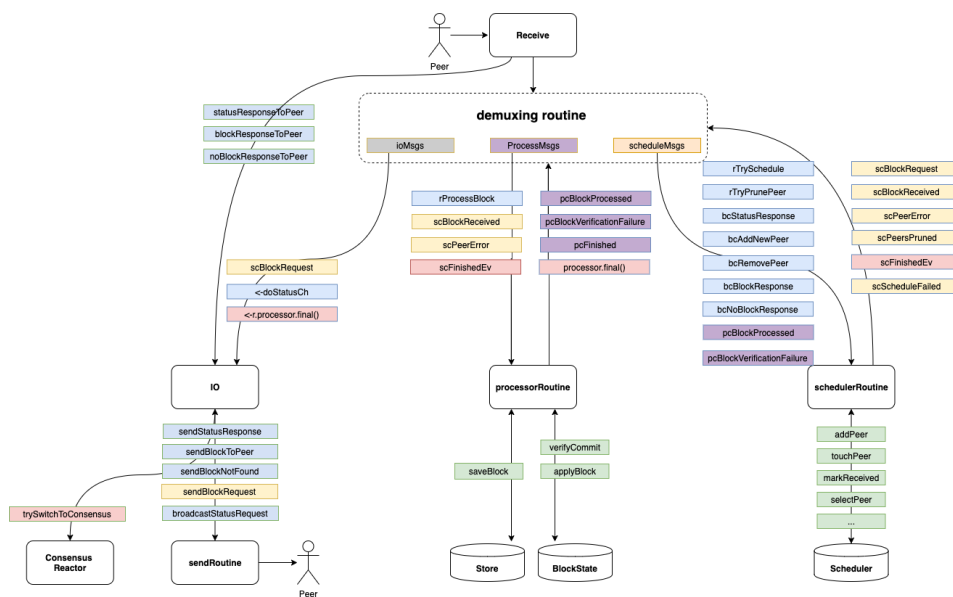 Receive
Peer
demuxing routine
ioMsgs
ProcessMsgs
scheduleMsgs
statusResponseToPeer
blockResponseToPeer
noBlockResponseToPeer
rProcessBlock
scBlockReceived
scPeerError
scFinishedEv
pcBlockProcessed
pcBlockVerificationFailure
pcFinished
processor.final()
rTrySchedule
rTryPrunePeer
bcStatusResponse
bcAddNewPeer
bcRemovePeer
bcBlockResponse
bcNoBlockResponse
pcBlockProcessed
pcBlockVerificationFailure
scBlockRequest
scBlockReceived
scPeerError
scPeersPruned
scFinishedEv
scScheduleFailed
scBlockRequest
<-doStatusCh
<-r.processor.final()
IO
processorRoutine
schedulerRoutine
sendStatusResponse
sendBlockToPeer
sendBlockNotFound
sendBlockRequest
broadcastStatusRequest
trySwitchToConsensus
saveBlock
verifyCommit
applyBlock
addPeer
touchPeer
markReceived
selectPeer
...
Consensus
Reactor
sendRoutine
Peer
Store
BlockState
Scheduler